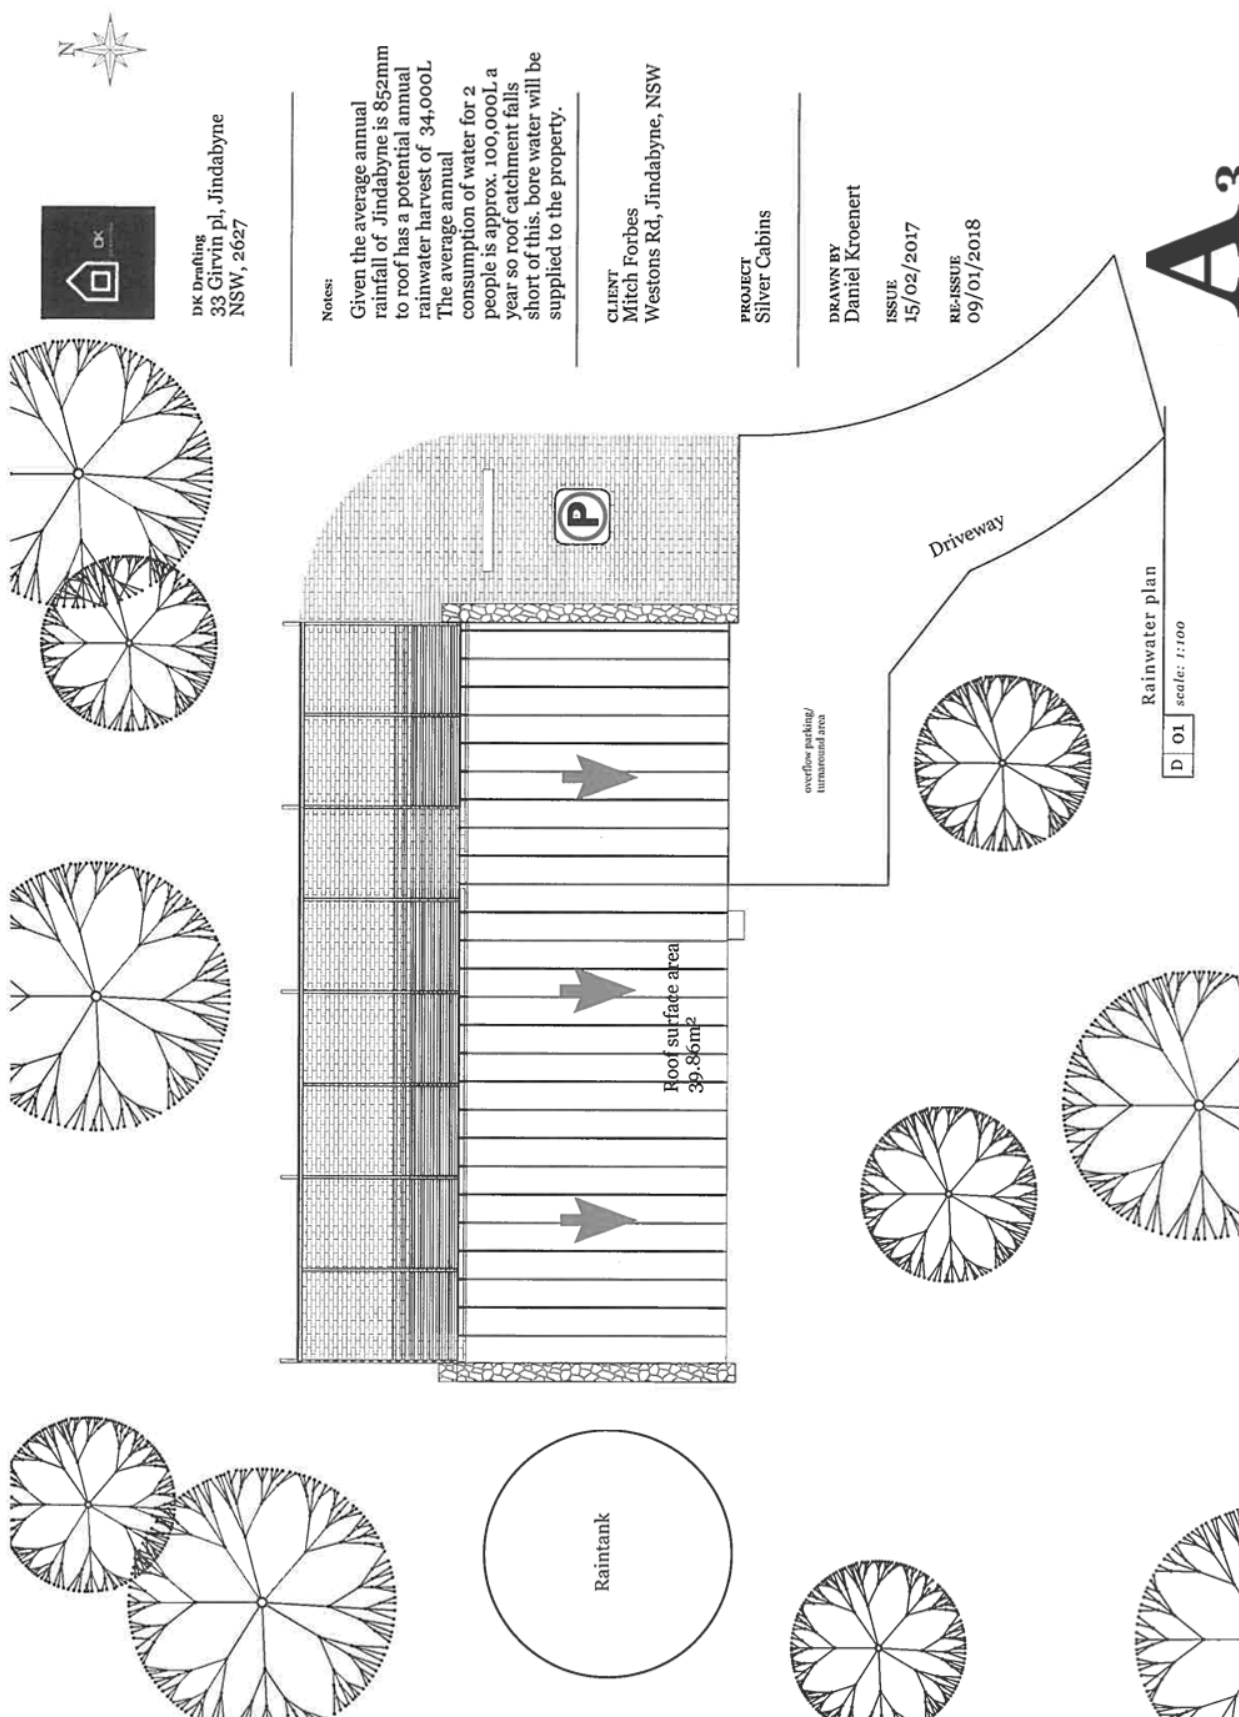 N
DK
DK Drafting
33 Girvin pl, Jindabyne
NSW, 2627
Notes:
Given the average annual
rainfall of Jindabyne is 852mm
to roof has a potential annual
rainwater harvest of 34,000L
The average annual
consumption of water for 2
people is approx. 100,000L a
year so roof catchment falls
short of this. bore water will be
supplied to the property.
CLIENT
Mitch Forbes
Westons Rd, Jindabyne, NSW
PROJECT
Silver Cabins
DRAWN BY
Daniel Kroenert
ISSUE
15/02/2017
RE-ISSUE
09/01/2018
A3
P
Driveway
overflow parking/
turnaround area
Roof surface area
39.86m²
Raintank
Rainwater plan
D 01 scale: 1:100